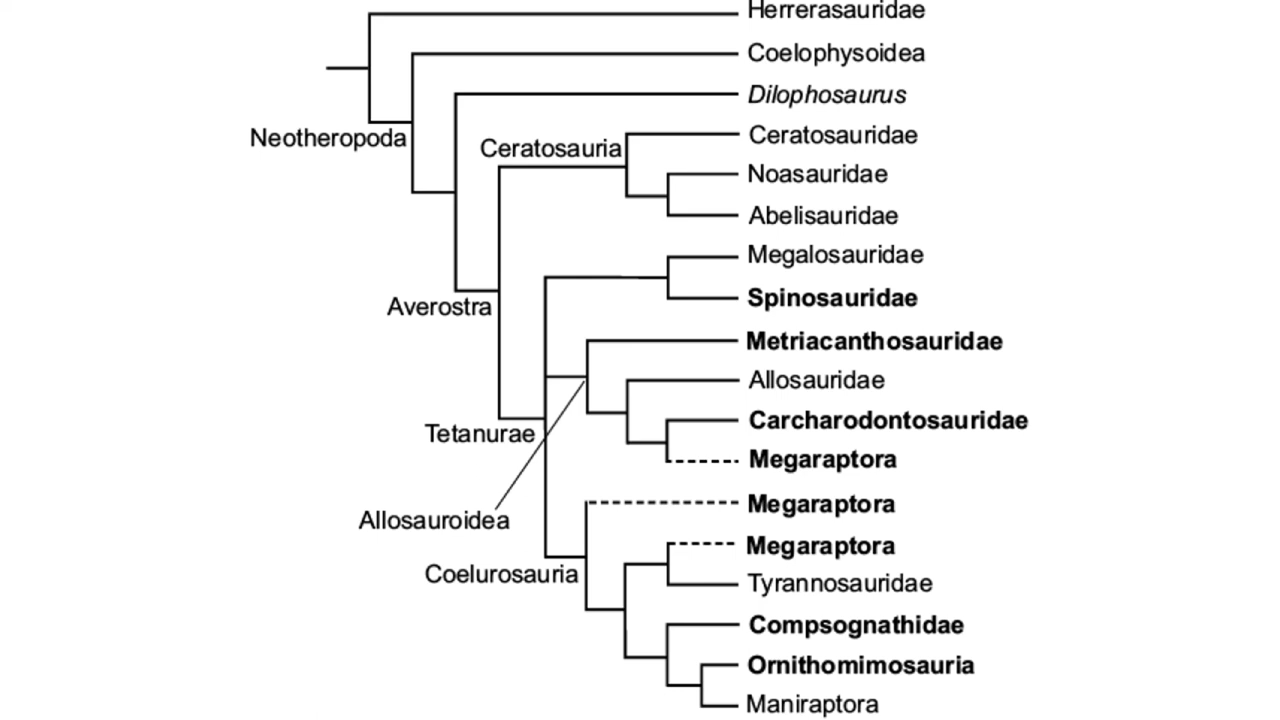 Herrerasauridae
Coelophysoidea
Dilophosaurus
Neotheropoda
Ceratosauria
Ceratosauridae
Noasauridae
Abelisauridae
Megalosauridae
Spinosauridae
Averostra
Metriacanthosauridae
Allosauridae
Carcharodontosauridae
Tetanurae
Megaraptora
Megaraptora
Allosauroidea
Megaraptora
Coelurosauria
Tyrannosauridae
Compsognathidae
Ornithomimosauria
Maniraptora